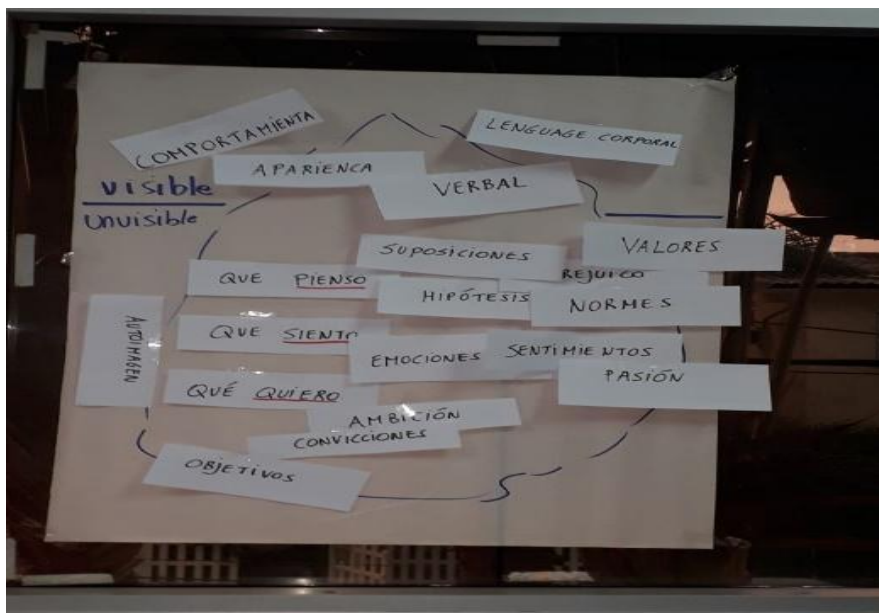 COMPORTAMIENTA
LENGUAGE CORPORAL
APARIENCA
VERBAL
visible
Unvisible
SUPOSICIONES
VALORES
QUE PIENSO
REJUICO
HIPÓTESIS
NORMES
AUTOIMAGEN
QUE SIENTO
EMOCIONES
SENTIMIENTOS
PASIÓN
QUÉ QUIERO
AMBICIÓN
CONVICCIONES
OBJETIVOS